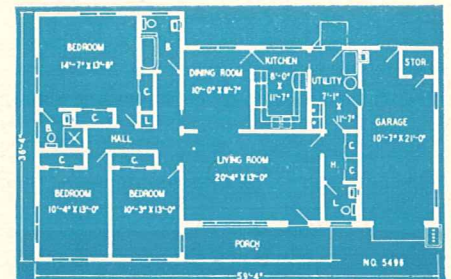 BEDROOM
14'-7" X 13'-8"
B.
C.
L.
DINING ROOM
10'-0" X 8'-7"
KITCHEN
8'-0"
X
11'-7"
UTILITY
7'-1"
X
11'-7"
STOR.
GARAGE
10'-7" X 21'-0"
B.
C.
HALL
LIVING ROOM
20'-4" X 13'-0"
C.
C.
H.
C.
C.
L.
BEDROOM
10'-4" X 13'-0"
BEDROOM
10'-3" X 13'-0"
PORCH
NO. 5498
36'-4"
59'-4"